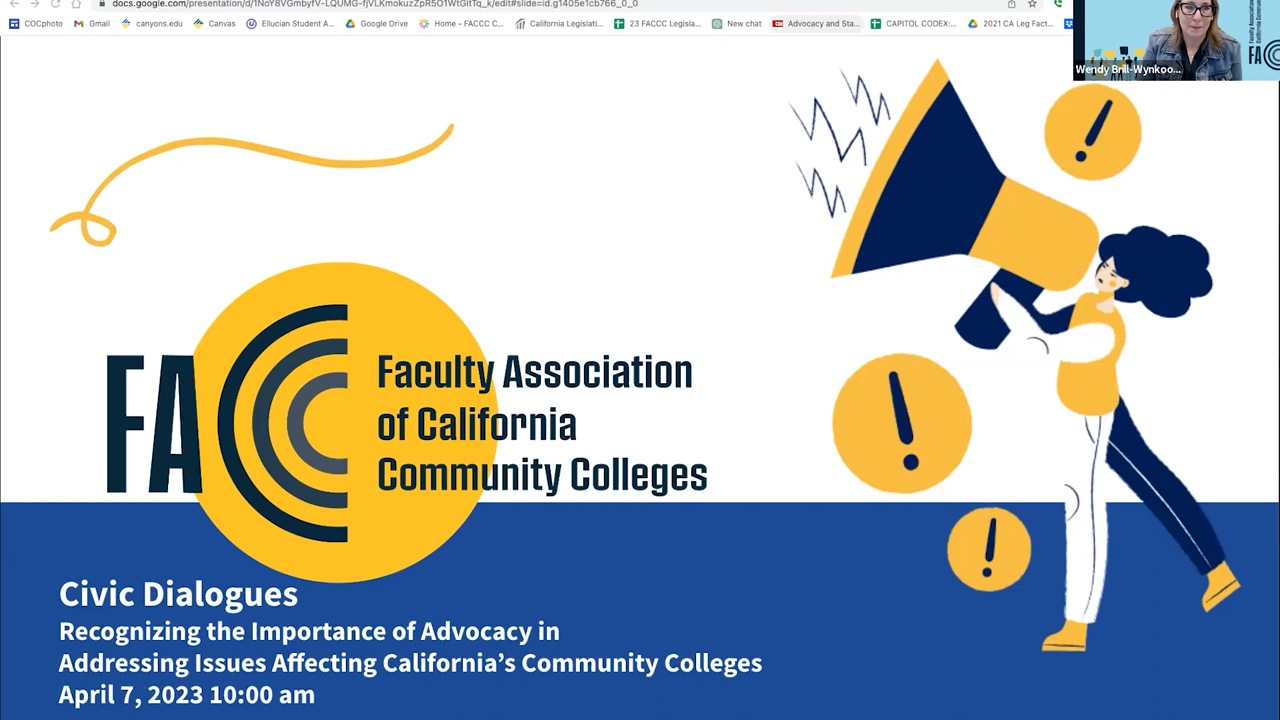 docs.google.com/presentation/d/1NoY8VGmbyfV-LQUMG-fjVLKmokuzZpR5O1WtGitTq_k/edit#slide=id.g1405e1cb766_0_0
COCphoto
Gmail
canyons.edu
Canvas
Ellucian Student A...
Google Drive
Home - FACCC C...
California Legislati...
23 FACCC Legisla...
New chat
Advocacy and Sta...
CAPITOL CODEX:...
2021 CA Leg Fact...
Wendy Brill-Wynkoo...
FACCC
Faculty Association
of California
Community Colleges
Civic Dialogues
Recognizing the Importance of Advocacy in
Addressing Issues Affecting California's Community Colleges
April 7, 2023 10:00 am